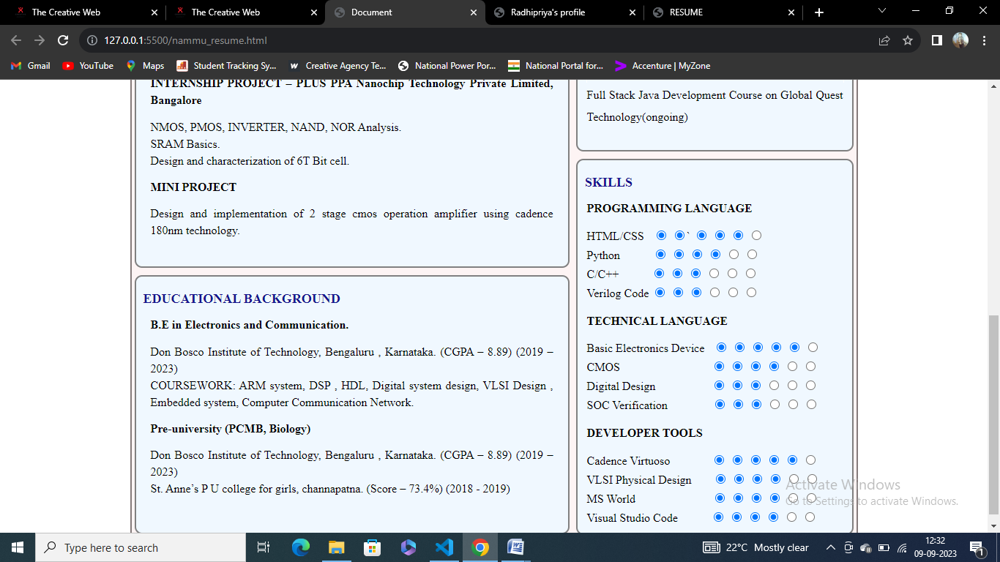 The Creative Web
The Creative Web
Document
Radhipriya's profile
RESUME
127.0.0.1:5500/nammu_resume.html
Gmail
YouTube
Maps
Student Tracking Sy...
Creative Agency Te...
National Power Por...
National Portal for...
Accenture | MyZone
INTERNSHIP PROJECT – PLUS PPA Nanochip Technology Private Limited,
Bangalore
NMOS, PMOS, INVERTER, NAND, NOR Analysis.
SRAM Basics.
Design and characterization of 6T Bit cell.
MINI PROJECT
Design and implementation of 2 stage cmos operation amplifier using cadence
180nm technology.
EDUCATIONAL BACKGROUND
B.E in Electronics and Communication.
Don Bosco Institute of Technology, Bengaluru , Karnataka. (CGPA – 8.89) (2019 –
2023)
COURSEWORK: ARM system, DSP , HDL, Digital system design, VLSI Design ,
Embedded system, Computer Communication Network.
Pre-university (PCMB, Biology)
Don Bosco Institute of Technology, Bengaluru , Karnataka. (CGPA – 8.89) (2019 –
2023)
St. Anne’s P U college for girls, channapatna. (Score – 73.4%) (2018 - 2019)
Full Stack Java Development Course on Global Quest
Technology(ongoing)
SKILLS
PROGRAMMING LANGUAGE
HTML/CSS `
Python
C/C++
Verilog Code
TECHNICAL LANGUAGE
Basic Electronics Device
CMOS
Digital Design
SOC Verification
DEVELOPER TOOLS
Cadence Virtuoso
VLSI Physical Design
MS World
Visual Studio Code
Activate Windows
Go to Settings to activate Windows.
Type here to search
22°C Mostly clear
12:32
09-09-2023
1